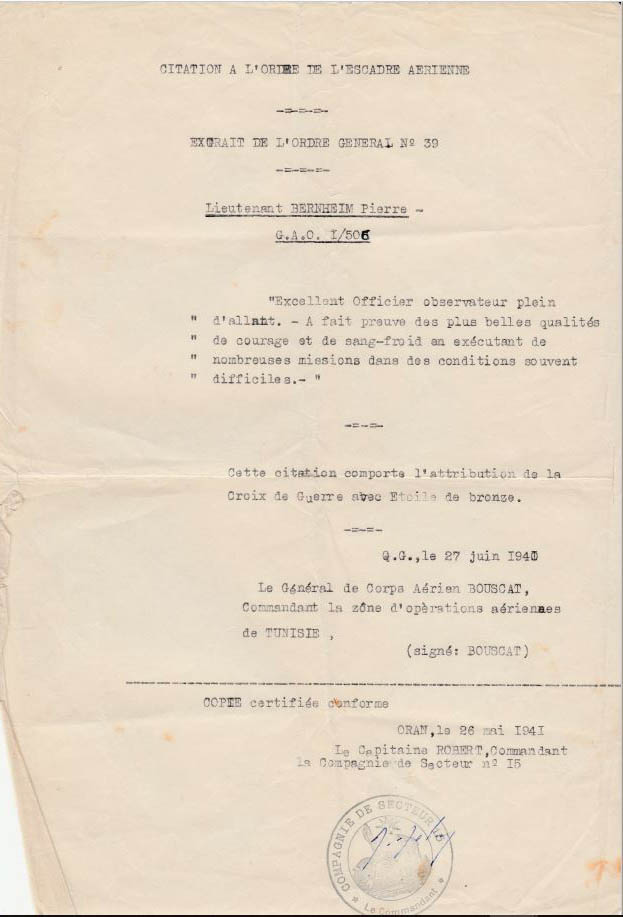 CITATION A L'ORDRE DE L'ESCADRE AERIENNE
-=-=-=-
EXTRAIT DE L'ORDRE GENERAL Nº 39
-=-=-=-
Lieutenant BERNHEIM Pierre -
G.A.O. I/506
"Excellent Officier observateur plein
" d'allant. - A fait preuve des plus belles qualités
" de courage et de sang-froid en exécutant de
" nombreuses missions dans des conditions souvent
" difficiles.- "
-=-=-
Cette citation comporte l'attribution de la
Croix de Guerre avec Etoile de bronze.
-=-=-
Q.G.,le 27 juin 1940
Le Général de Corps Aérien BOUSCAT,
Commandant la zône d'opèrations aériennes
de TUNISIE ,
(signé: BOUSCAT)
COPIE certifiée conforme
ORAN,le 26 mai 1941
Le Capitaine ROBERT,Commandant
la Compagnie de Secteur nº I5
COMPAGNIE DE SECTEUR 15
* Le Commandant *